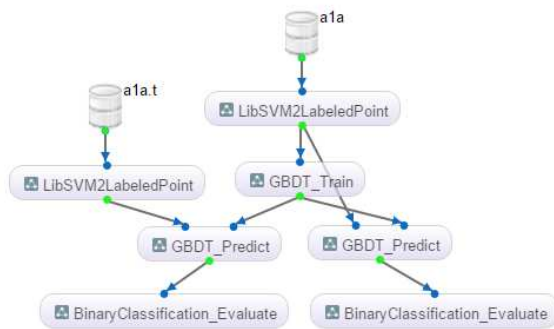 a1a
a1a.t
LibSVM2LabeledPoint
LibSVM2LabeledPoint
GBDT_Train
GBDT_Predict
GBDT_Predict
BinaryClassification_Evaluate
BinaryClassification_Evaluate